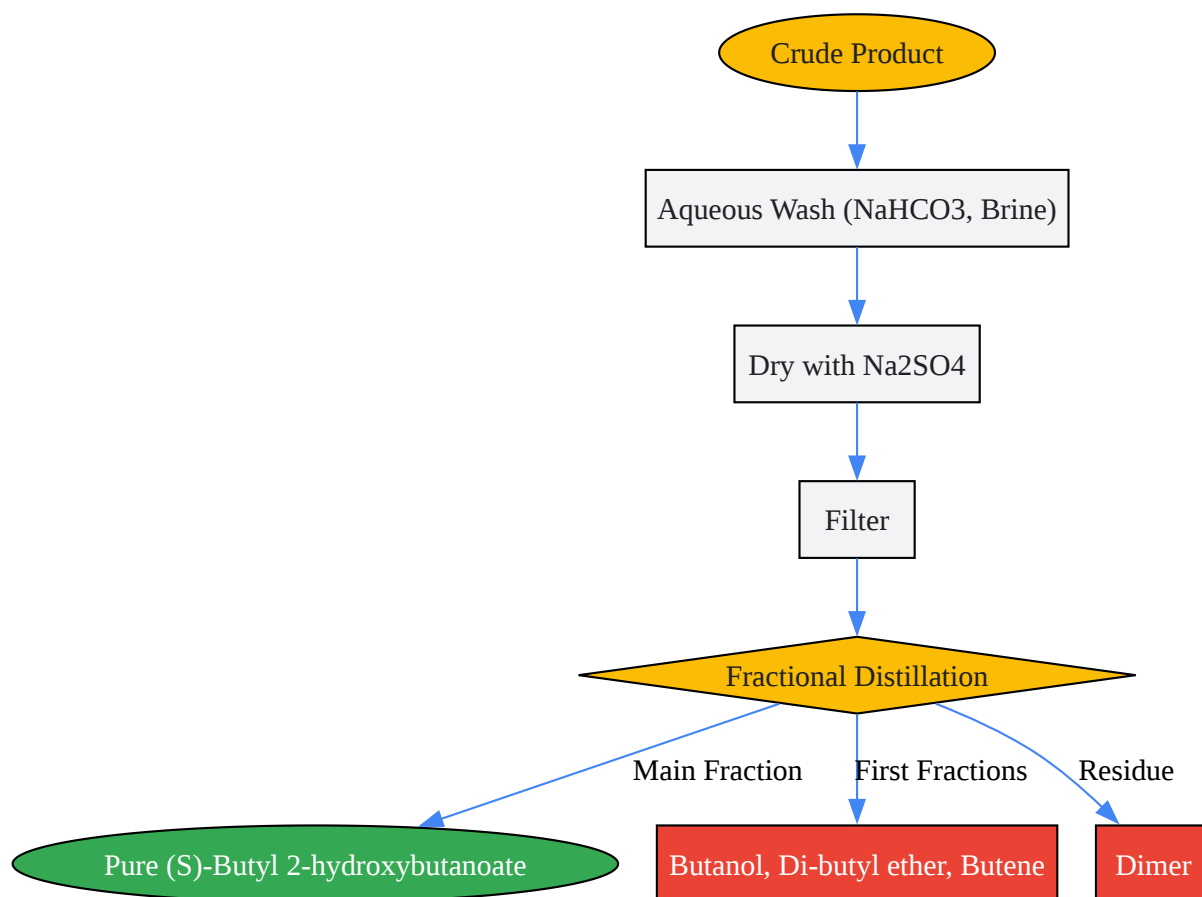 Crude Product
Aqueous Wash (NaHCO3, Brine)
Dry with Na2SO4
Filter
Fractional Distillation
Main Fraction
First Fractions
Residue
Pure (S)-Butyl 2-hydroxybutanoate
Butanol, Di-butyl ether, Butene
Dimer